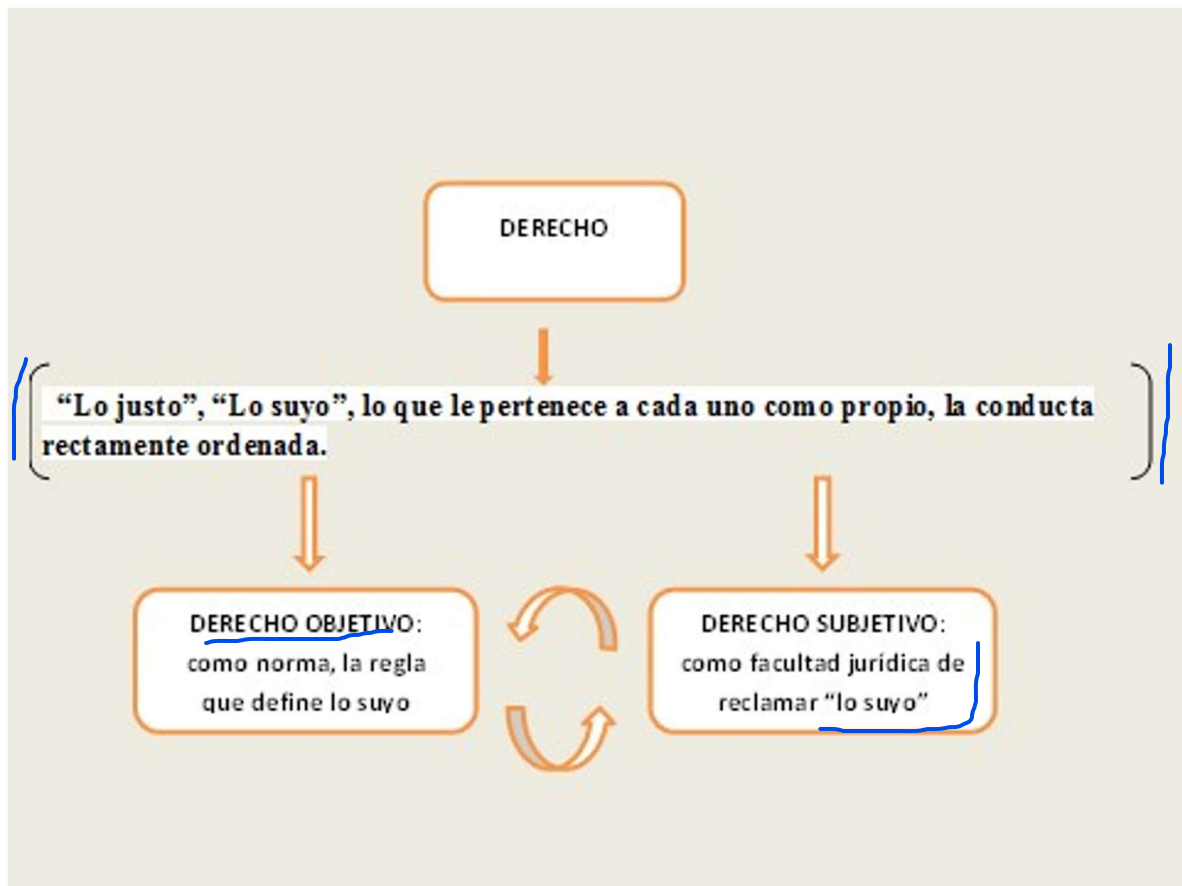 DERECHO
“Lo justo”, “Lo suyo”, lo que le pertenece a cada uno como propio, la conducta
rectamente ordenada.
DERECHO OBJETIVO:
como norma, la regla
que define lo suyo
DERECHO SUBJETIVO:
como facultad jurídica de
reclamar “lo suyo”